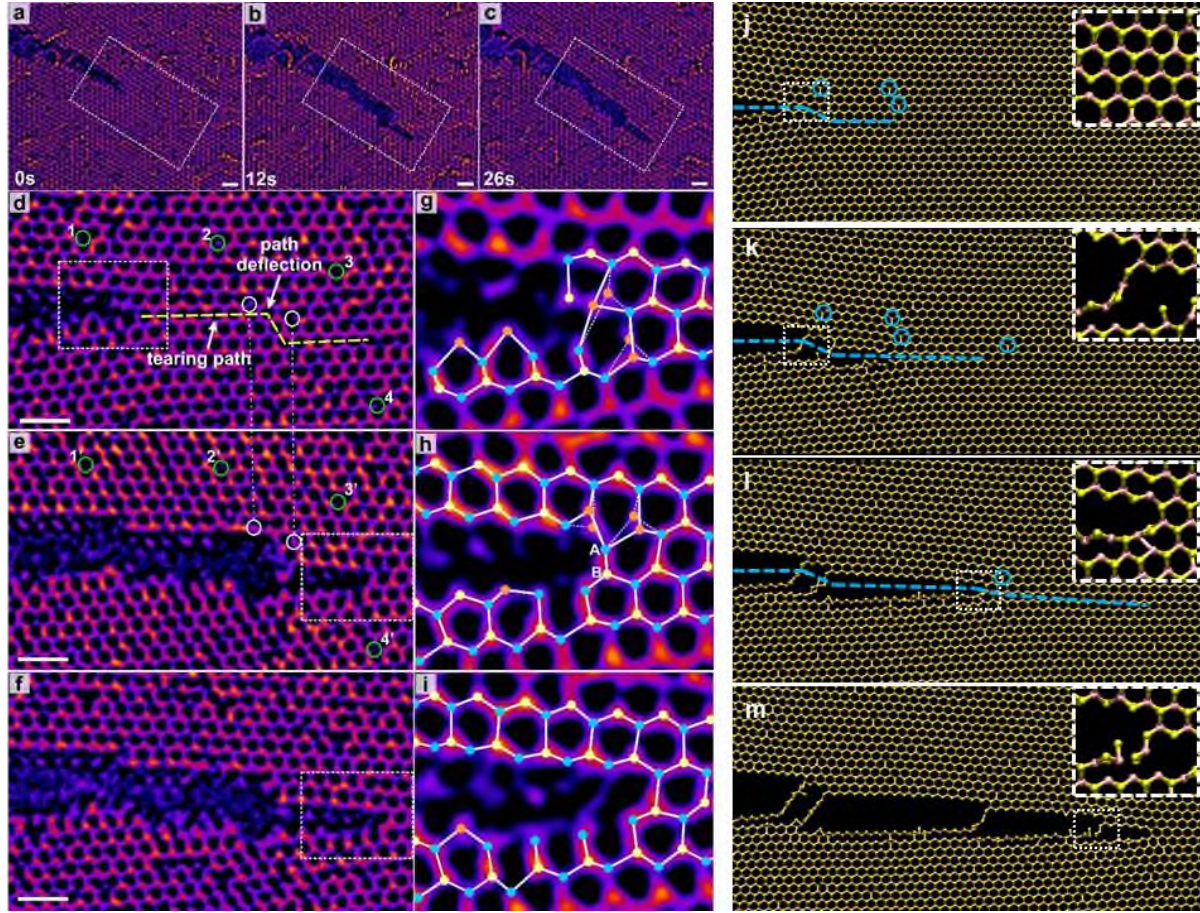 a
b
c
0s
12s
26s
d
1
2
3
path
deflection
tearing path
4
g
e
1'
2
3'
4'
h
A
B
f
i
j
k
l
m